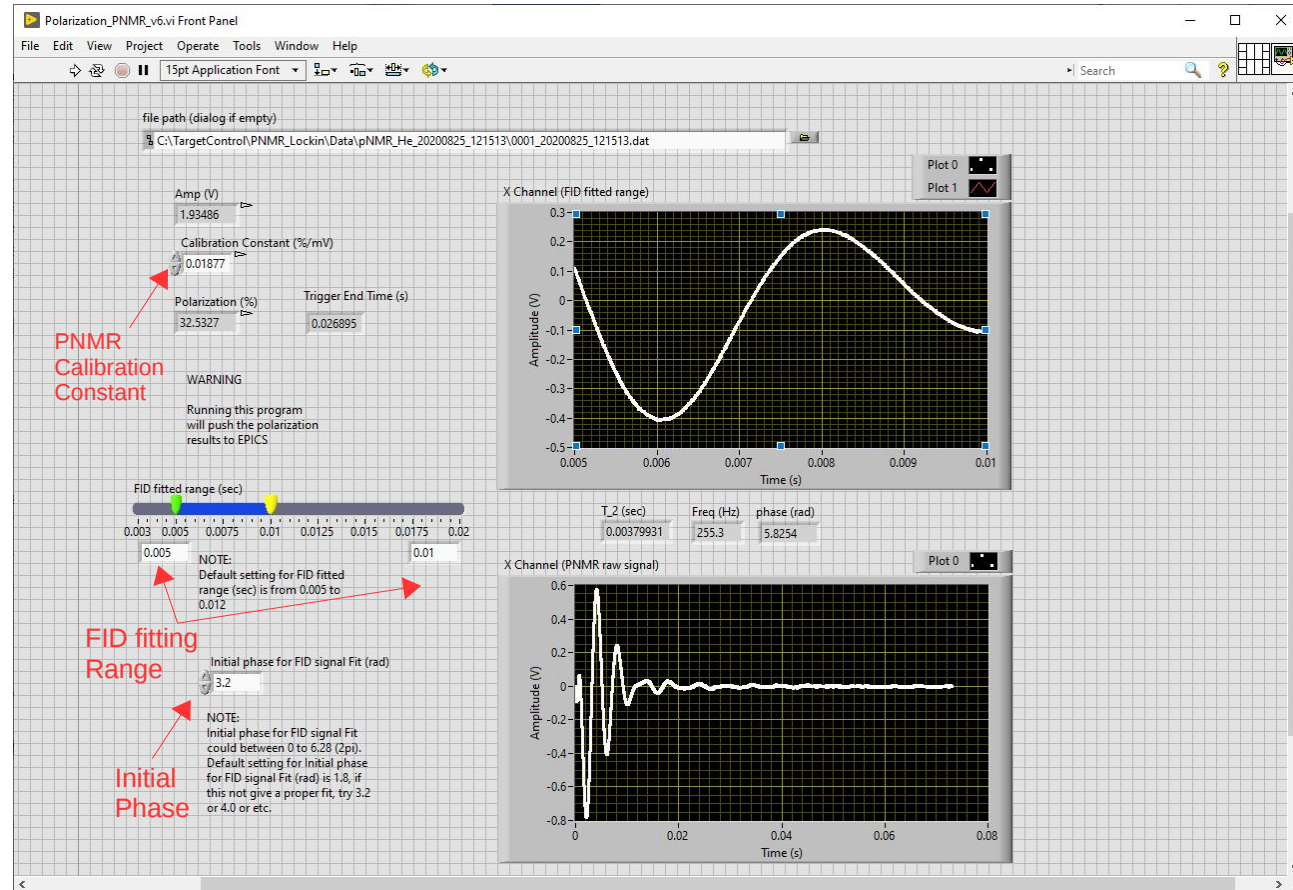 Polarization_PNMR_v6.vi Front Panel
File Edit View Project Operate Tools Window Help
15pt Application Font
Search
file path (dialog if empty)
C:\TargetControl\PNMR_Lockin\Data\pNMR_He_20200825_121513\0001_20200825_121513.dat
Amp (V)
1.93486
Calibration Constant (%/mV)
0.01877
Polarization (%)
32.5327
Trigger End Time (s)
0.026895
PNMR
Calibration
Constant
WARNING
Running this program
will push the polarization
results to EPICS
Plot 0
Plot 1
X Channel (FID fitted range)
Amplitude (V)
0.3
0.2
0.1
0
-0.1
-0.2
-0.3
-0.4
-0.5
0.005 0.006 0.007 0.008 0.009 0.01
Time (s)
FID fitted range (sec)
0.003 0.005 0.0075 0.01 0.0125 0.015 0.0175 0.02
0.005
0.01
NOTE:
Default setting for FID fitted
range (sec) is from 0.005 to
0.012
FID fitting
Range
T_2 (sec)
0.00379931
Freq (Hz)
255.3
phase (rad)
5.8254
Initial phase for FID signal Fit (rad)
3.2
NOTE:
Initial phase for FID signal Fit
could between 0 to 6.28 (2pi).
Default setting for Initial phase
for FID signal Fit (rad) is 1.8, if
this not give a proper fit, try 3.2
or 4.0 or etc.
Initial
Phase
X Channel (PNMR raw signal)
Plot 0
Amplitude (V)
0.6
0.4
0.2
0
-0.2
-0.4
-0.6
-0.8
0 0.02 0.04 0.06 0.08
Time (s)